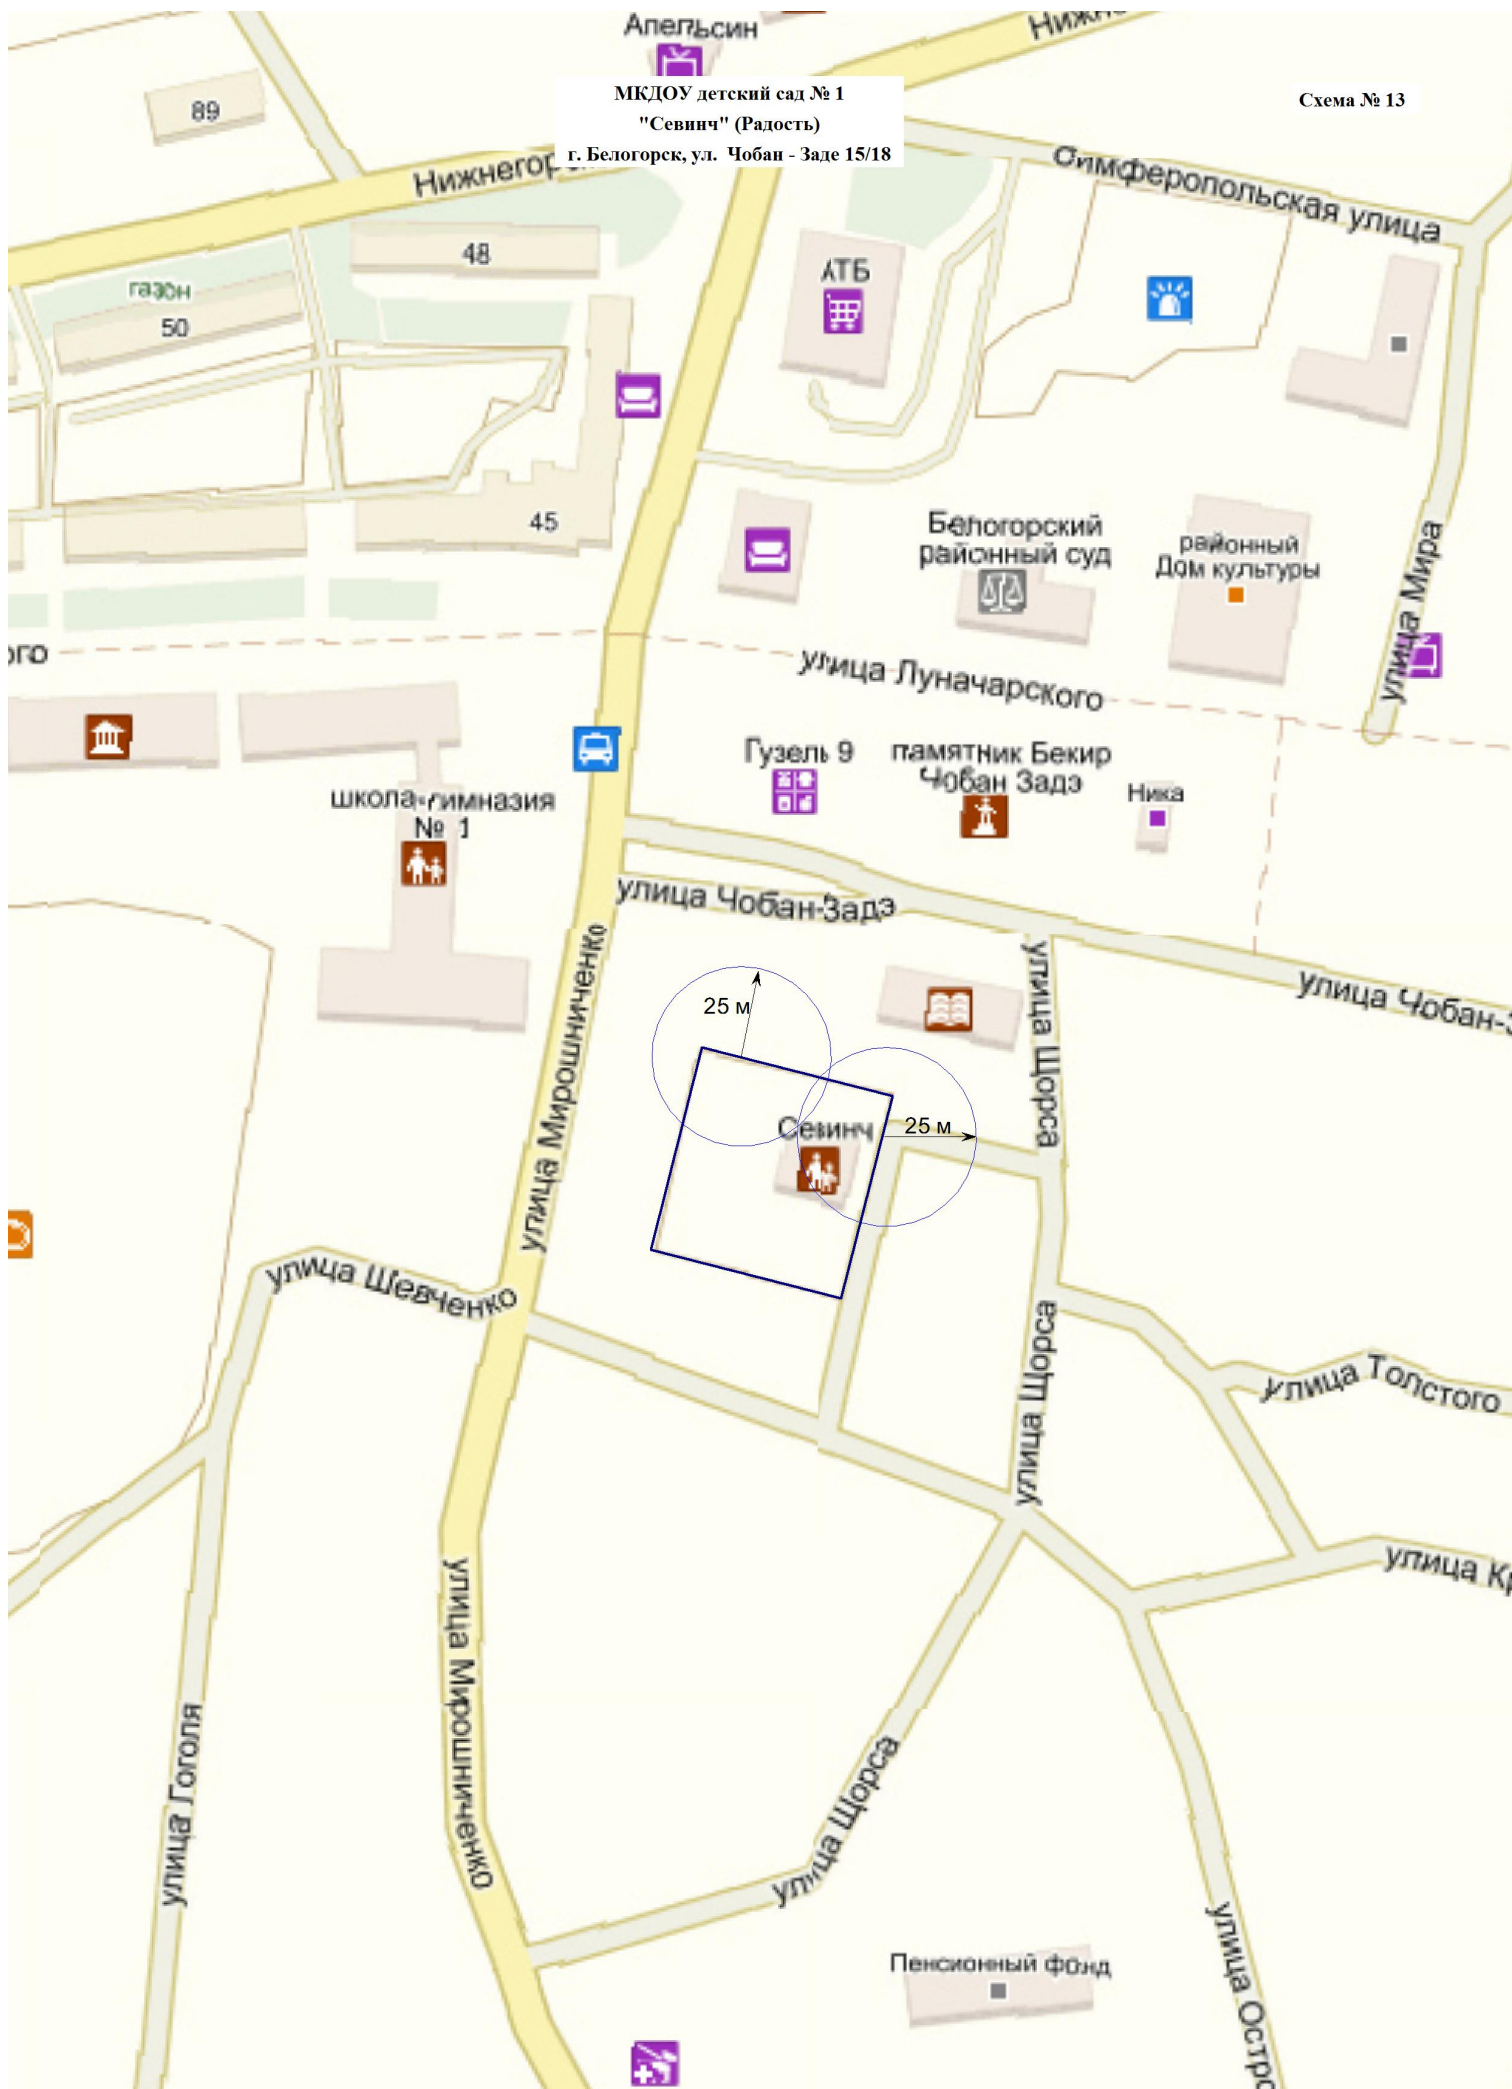 Апельсин
МКДОУ детский сад № 1
"Севинч" (Радость)
г. Белогорск, ул. Чобан - Заде 15/18
Схема № 13
89
Симферопольская улица
48
газон
50
АТБ
45
Белогорский
районный суд
районный
Дом культуры
улица Мира
улица Луначарского
Гузель 9
памятник Бекир
Чобан Задэ
Ника
школа-гимназия
№ 1
улица Чобан-Задэ
улица Чобан-
улица Мирошниченко
25 м
улица Щорса
Севинч
25 м
улица Шевченко
улица Щорса
улица Толстого
улица Кр
улица Мирошниченко
улица Гоголя
улица Щорса
улица Остро
Пенсионный фонд